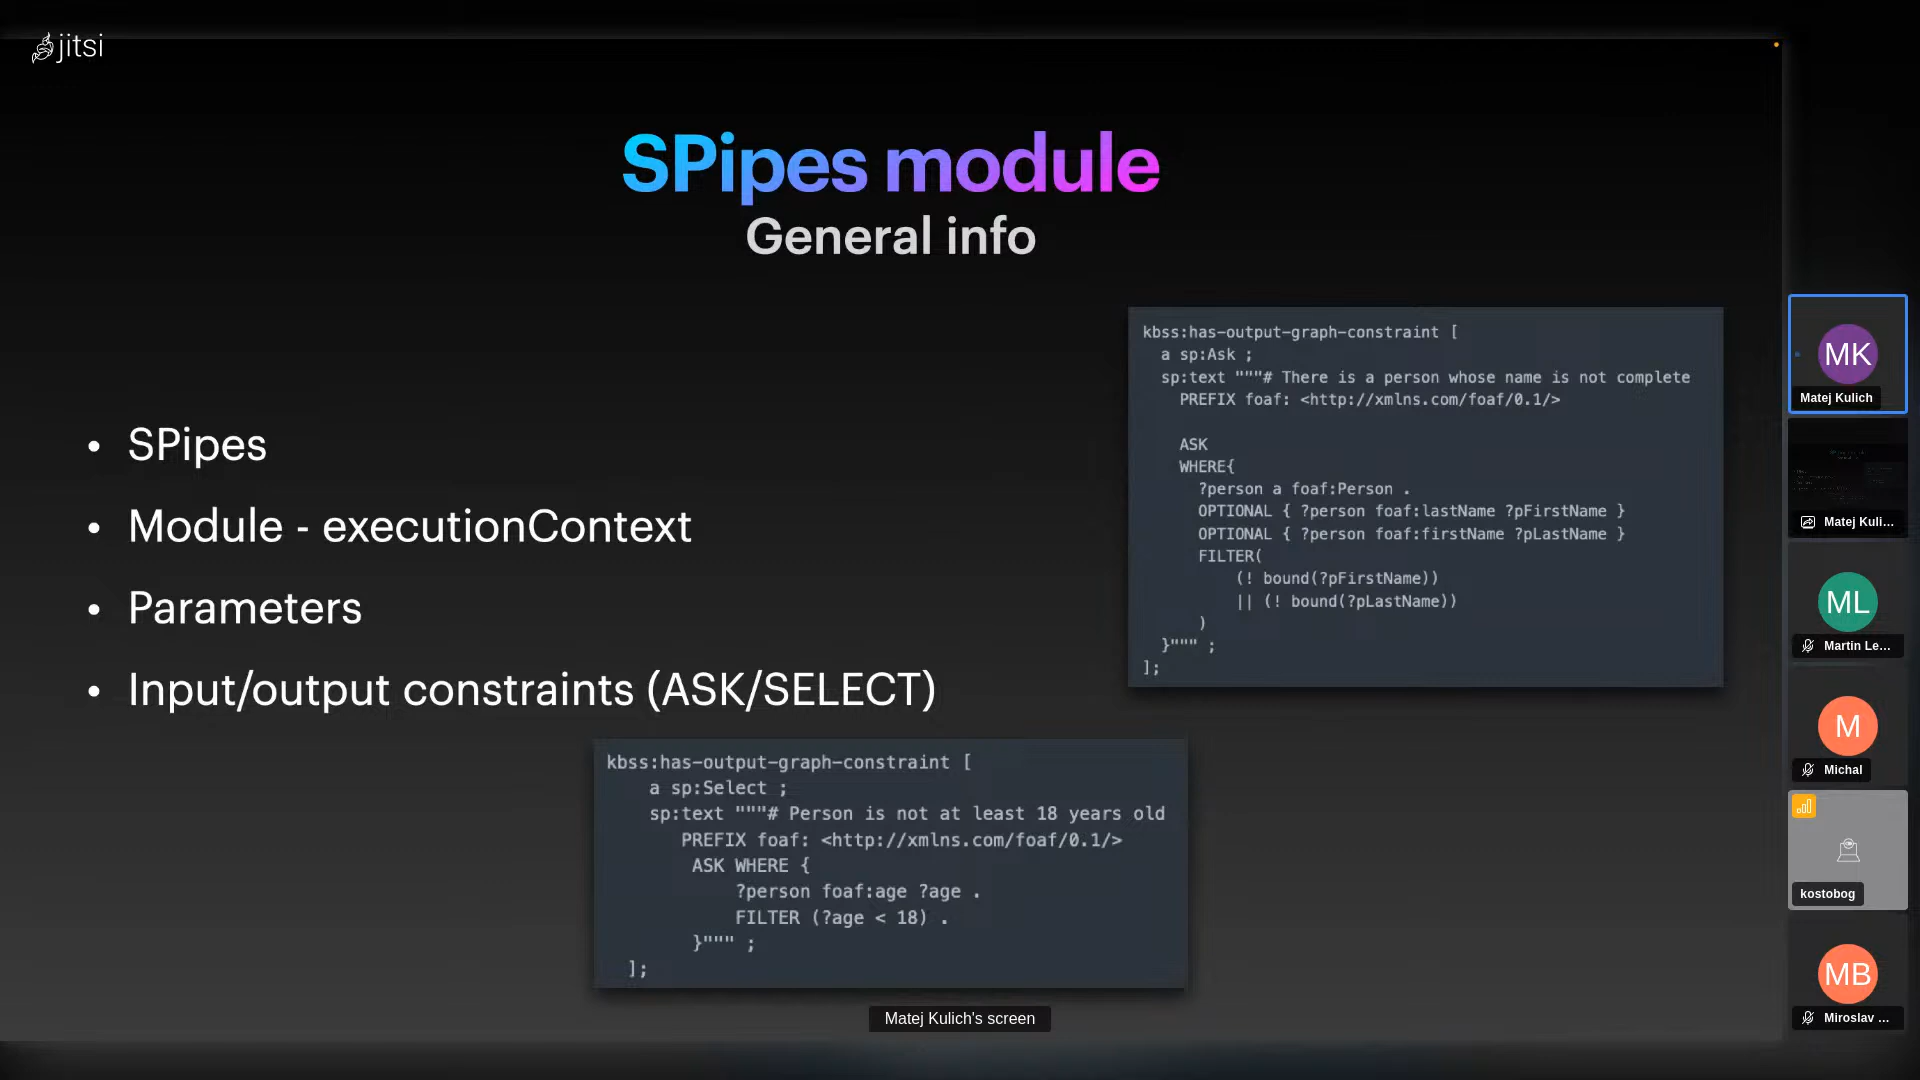 jitsi
SPipes module
General info
• SPipes
• Module - executionContext
• Parameters
• Input/output constraints (ASK/SELECT)
kbss:has-output-graph-constraint [
a sp:Ask ;
sp:text """# There is a person whose name is not complete
PREFIX foaf: <http://xmlns.com/foaf/0.1/>
ASK
WHERE{
?person a foaf:Person .
OPTIONAL { ?person foaf:lastName ?pFirstName }
OPTIONAL { ?person foaf:firstName ?pLastName }
FILTER(
(! bound(?pFirstName))
|| (! bound(?pLastName))
)
}""" ;
];
kbss:has-output-graph-constraint [
a sp:Select ;
sp:text """# Person is not at least 18 years old
PREFIX foaf: <http://xmlns.com/foaf/0.1/>
ASK WHERE {
?person foaf:age ?age .
FILTER (?age < 18) .
}""" ;
];
Matej Kulich's screen
MK
Matej Kulich
Matej Kuli...
ML
Martin Le...
M
Michal
kostobog
MB
Miroslav ...